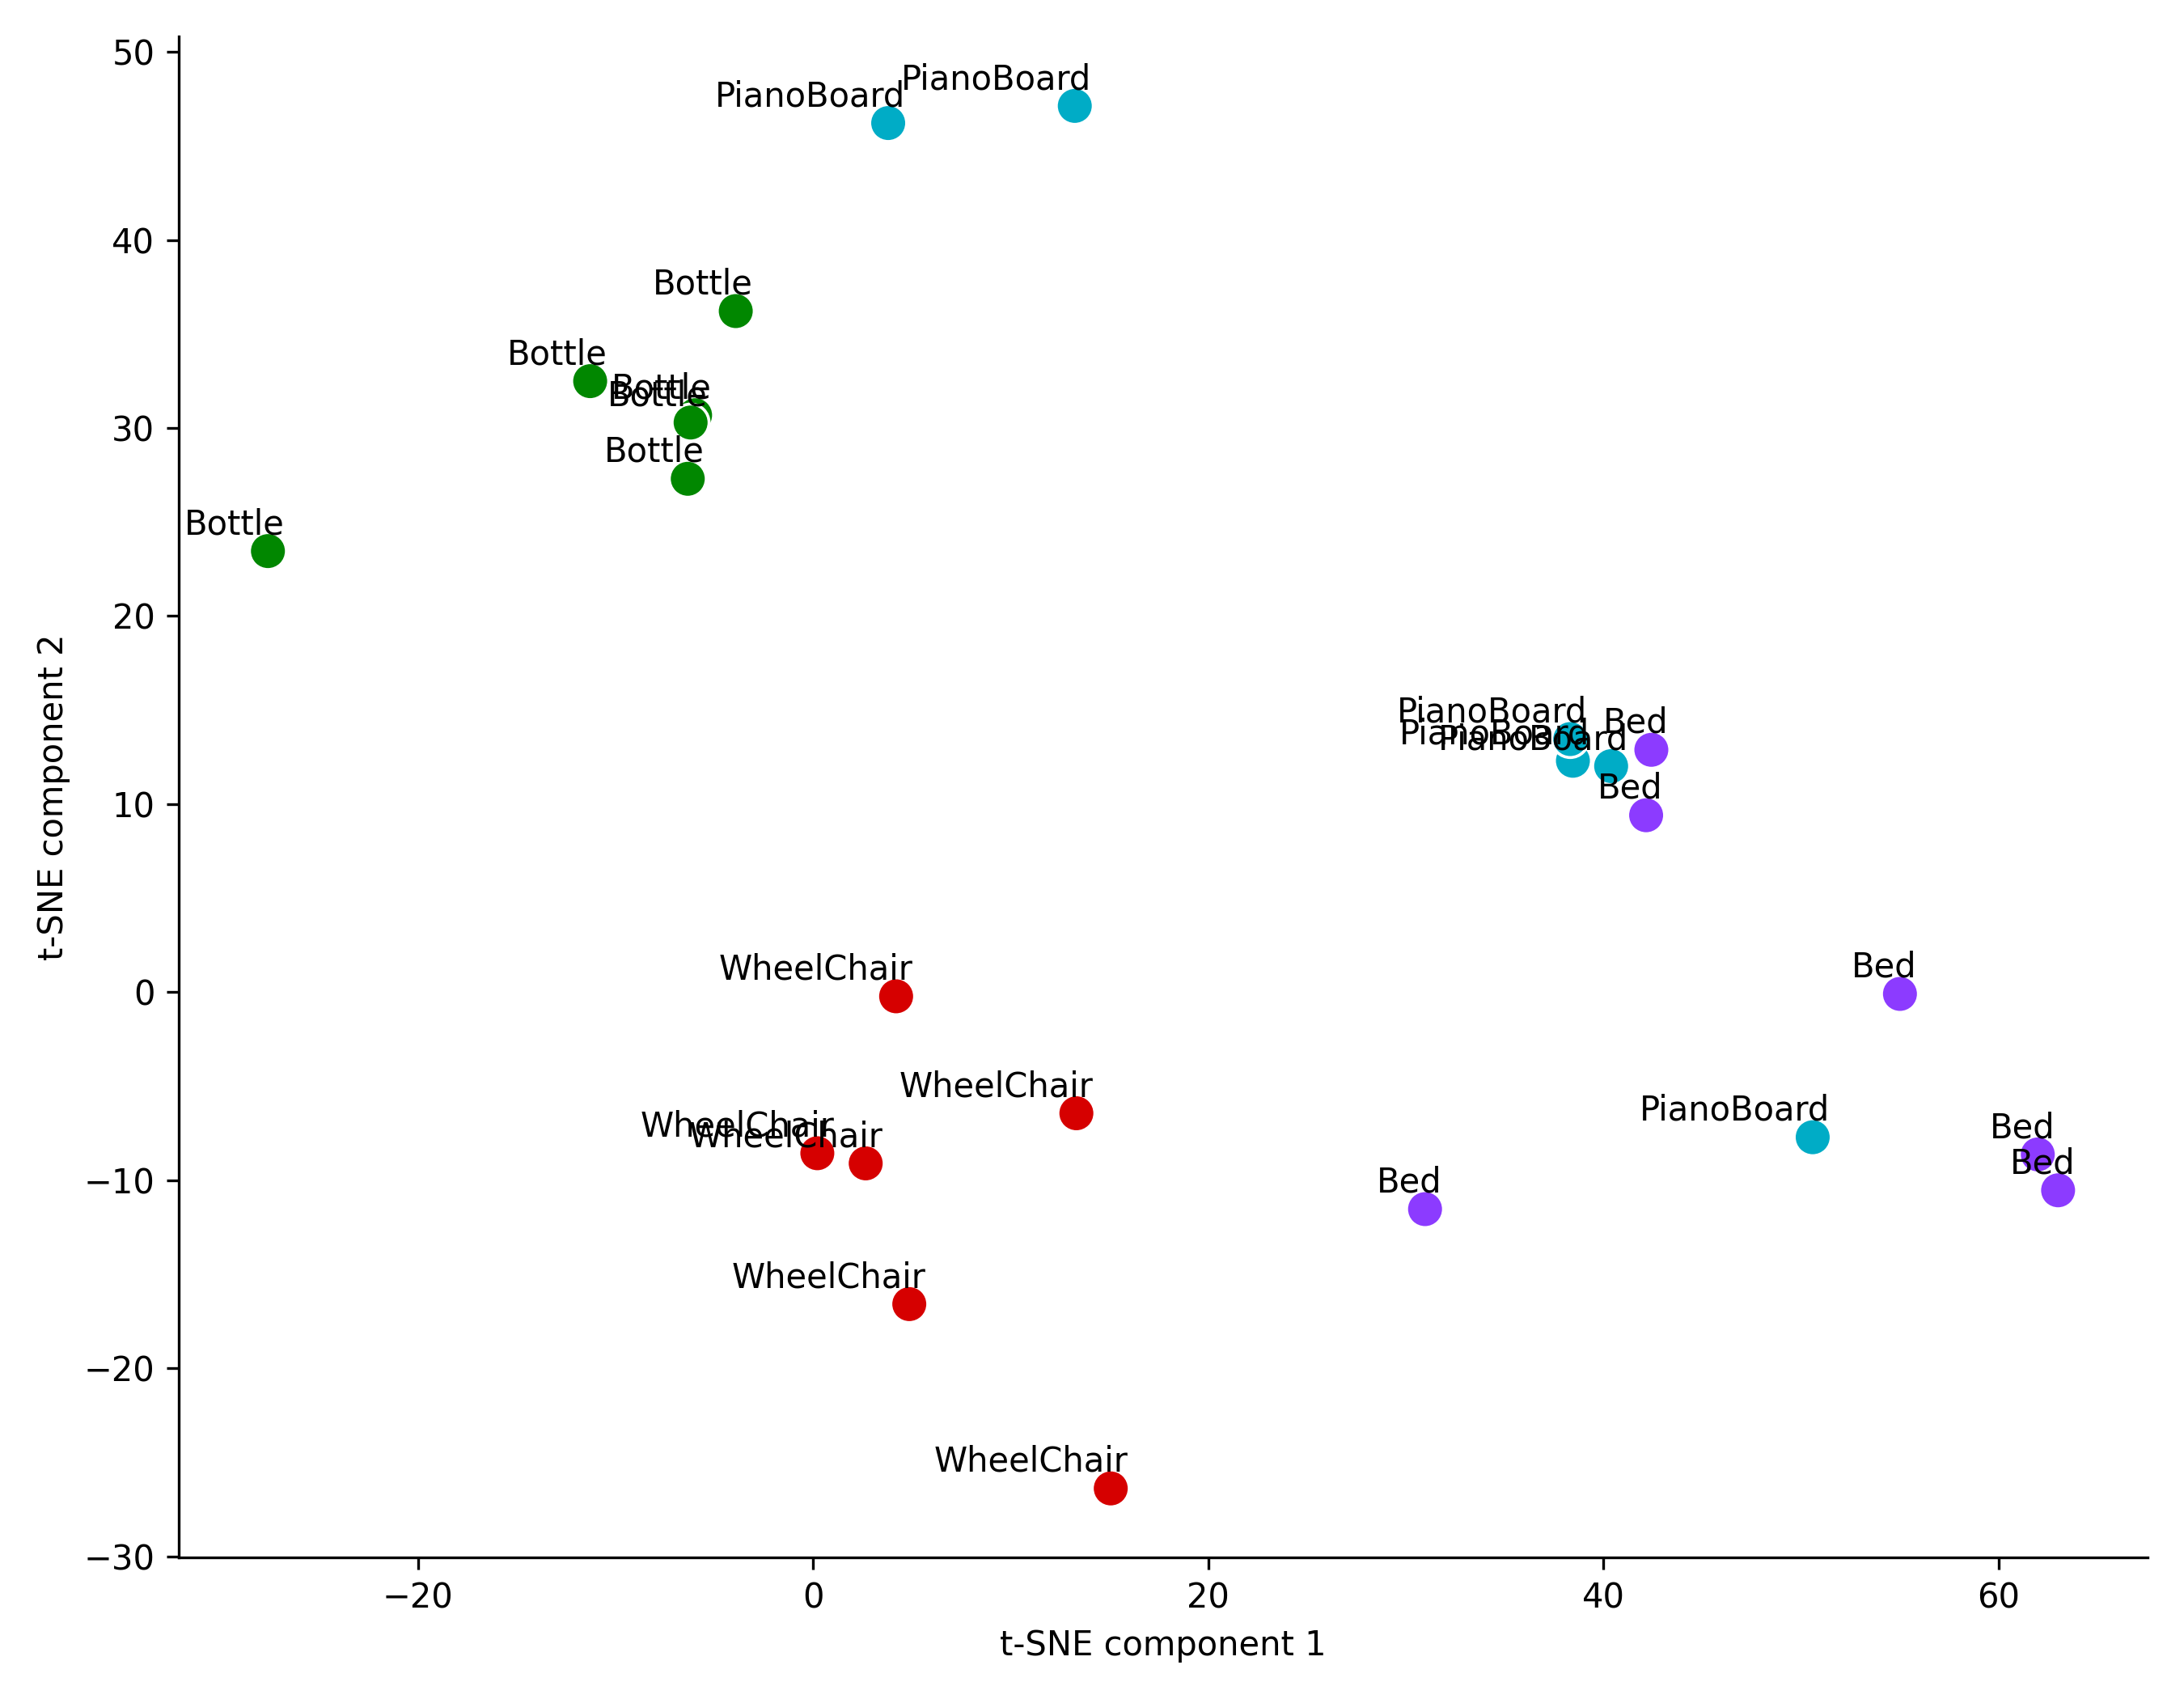 50
40
30
20
10
0
−10
−20
−30
t-SNE component 2
PianoBoard
PianoBoard
Bottle
Bottle
Bottle
Bottle
Bottle
Bottle
PianoBoard
Bed
PianoBoard
PianoBoard
Bed
Bed
WheelChair
WheelChair
PianoBoard
WheelChair
Bed
WheelChair
Bed
Bed
WheelChair
WheelChair
−20
0
20
40
60
t-SNE component 1